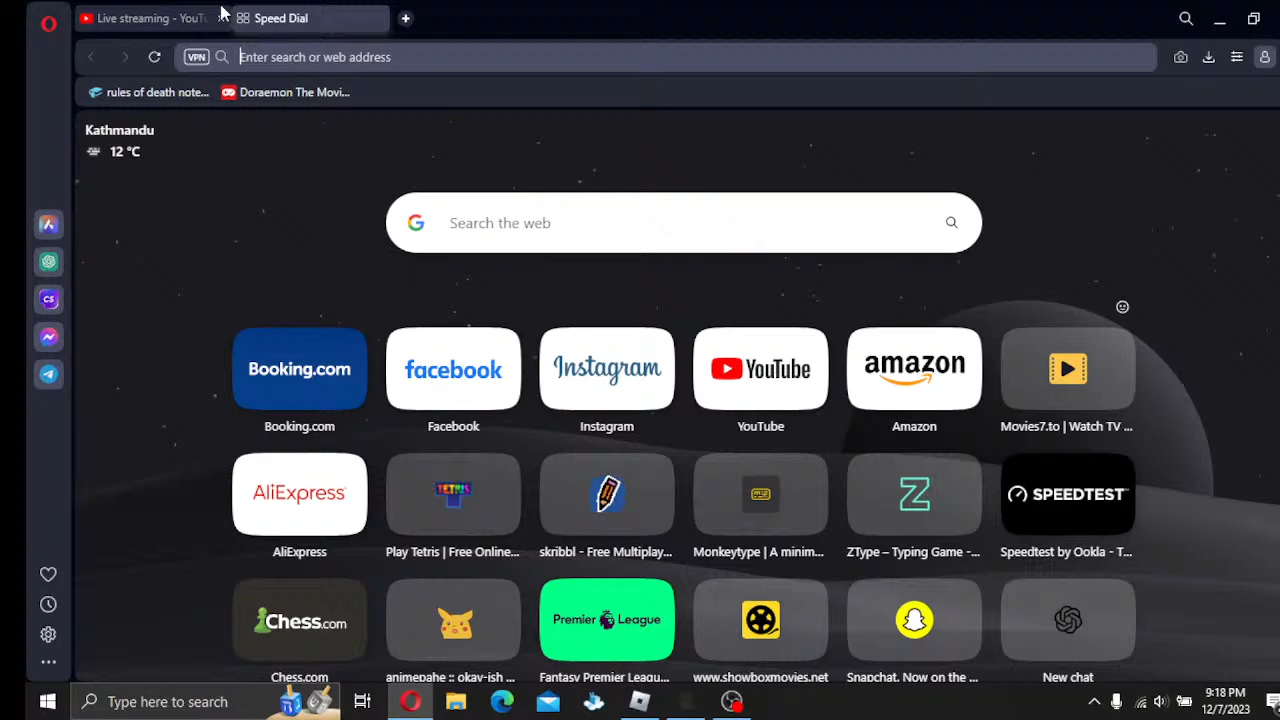 Live streaming - YouTu
Speed Dial
VPN
Enter search or web address
rules of death note...
Doraemon The Movi...
Kathmandu
12 °C
Search the web
Booking.com
facebook
Instagram
YouTube
amazon
Booking.com
Facebook
Instagram
YouTube
Amazon
Movies7.to | Watch TV ...
AliExpress
TETRIS
Z
SPEEDTEST
AliExpress
Play Tetris | Free Online...
skribbl - Free Multiplay...
Monkeytype | A minim...
ZType – Typing Game -...
Speedtest by Ookla - T...
Chess.com
Premier League
Chess.com
animepahe :: okay-ish ...
Fantasy Premier Leagu...
www.showboxmovies.net
Snapchat. Now on the ...
New chat
CS
Type here to search
9:18 PM
12/7/2023